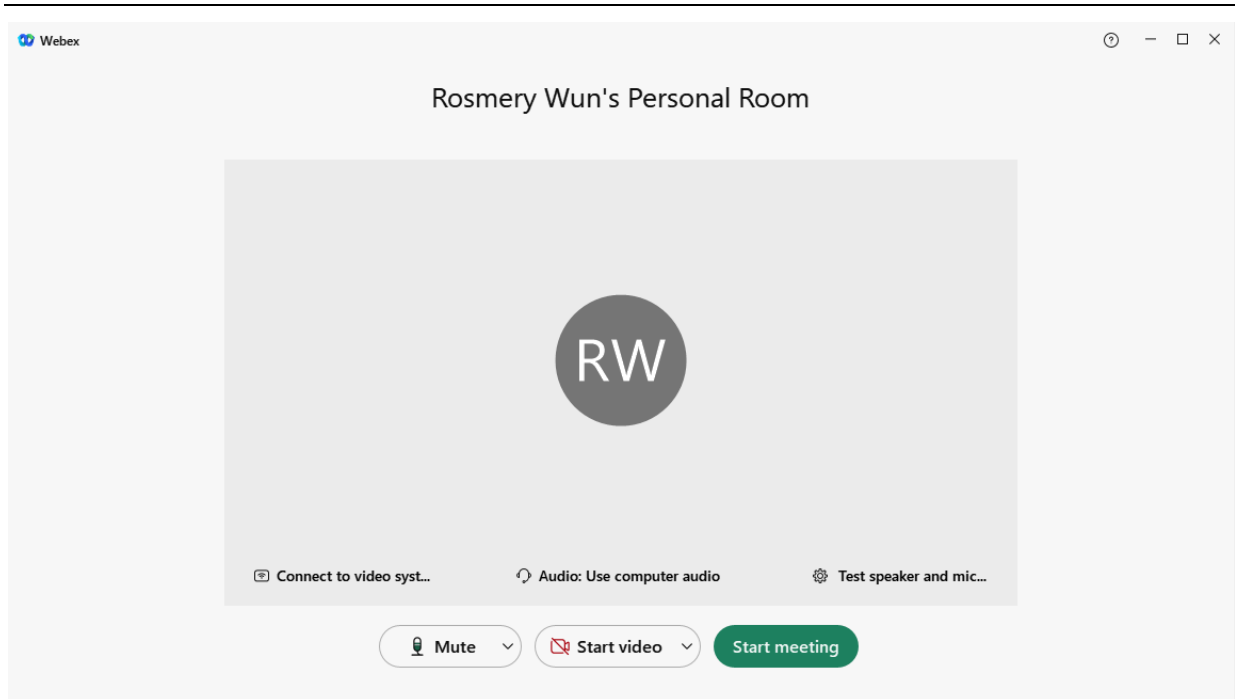 Webex
Rosmery Wun's Personal Room
RW
Connect to video syst... Audio: Use computer audio Test speaker and mic...
Mute Start video Start meeting